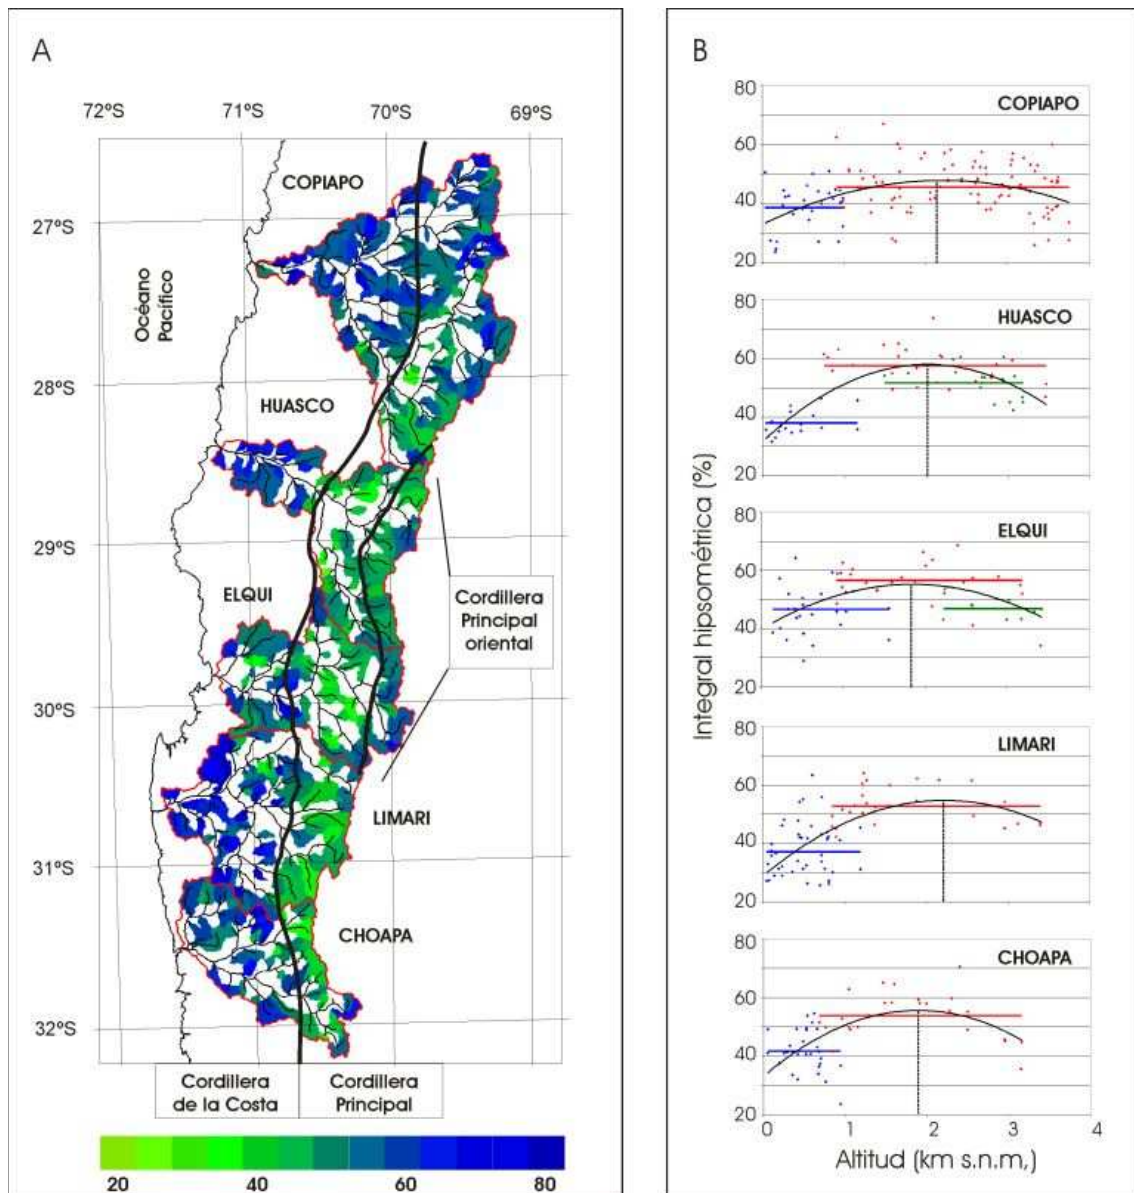 A
72ºS 71ºS 70ºS 69ºS
COPIAPO
27ºS
Océano
Pacífico
28ºS
HUASCO
29ºS
ELQUI
Cordillera
Principal
oriental
30ºS
LIMARI
31ºS
CHOAPA
32ºS
Cordillera
de la Costa
Cordillera
Principal
20 40 60 80
B
Integral hipsométrica (%)
80
COPIAPO
60
40
20
80
HUASCO
60
40
20
80
ELQUI
60
40
20
80
LIMARI
60
40
20
80
CHOAPA
60
40
20
0 1 2 3 4
Altitud (km s.n.m,)